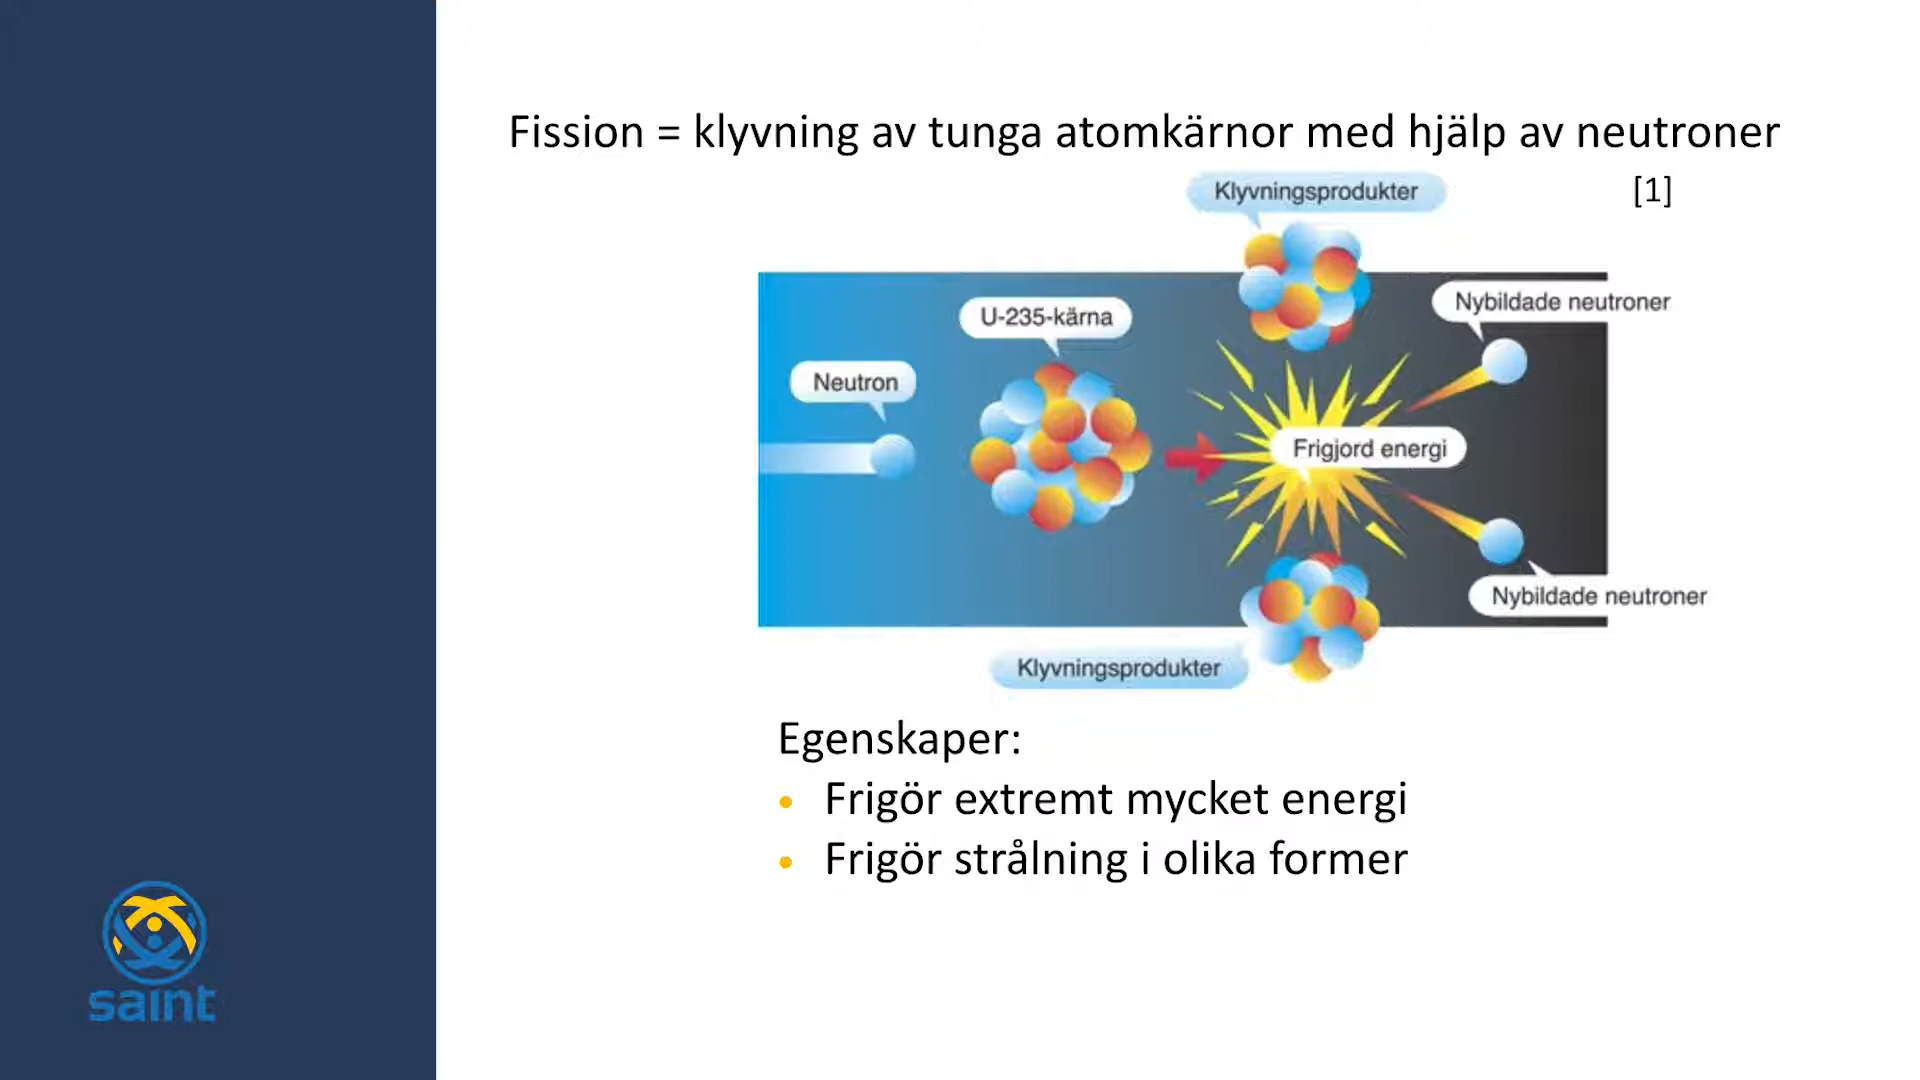 Fission = klyvning av tunga atomkärnor med hjälp av neutroner
[1]
Klyvningsprodukter
Nybildade neutroner
U-235-kärna
Neutron
Frigjord energi
Nybildade neutroner
Klyvningsprodukter
Egenskaper:
• Frigör extremt mycket energi
• Frigör strålning i olika former
saint